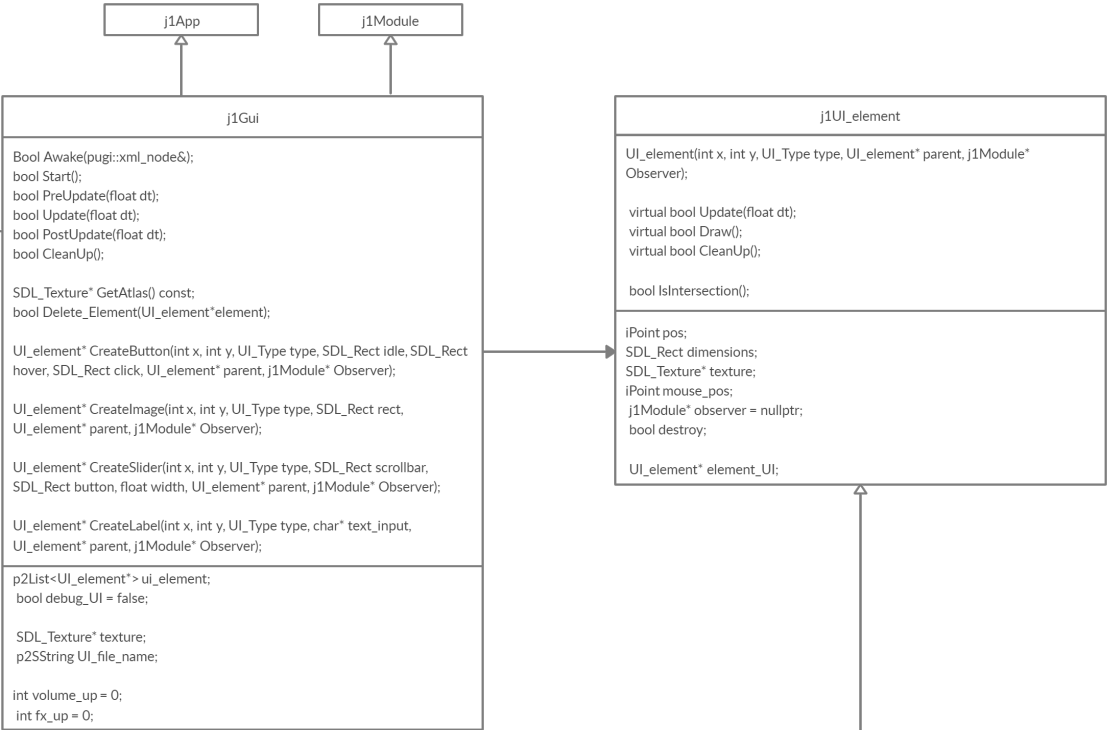 j1App
j1Module
j1Gui
Bool Awake(pugi::xml_node&);
bool Start();
bool PreUpdate(float dt);
bool Update(float dt);
bool PostUpdate(float dt);
bool CleanUp();
SDL_Texture* GetAtlas() const;
bool Delete_Element(UI_element*element);
UI_element* CreateButton(int x, int y, UI_Type type, SDL_Rect idle, SDL_Rect
hover, SDL_Rect click, UI_element* parent, j1Module* Observer);
UI_element* CreateImage(int x, int y, UI_Type type, SDL_Rect rect,
UI_element* parent, j1Module* Observer);
UI_element* CreateSlider(int x, int y, UI_Type type, SDL_Rect scrollbar,
SDL_Rect button, float width, UI_element* parent, j1Module* Observer);
UI_element* CreateLabel(int x, int y, UI_Type type, char* text_input,
UI_element* parent, j1Module* Observer);
p2List<UI_element*> ui_element;
bool debug_UI = false;
SDL_Texture* texture;
p2SString UI_file_name;
int volume_up = 0;
int fx_up = 0;
j1UI_element
UI_element(int x, int y, UI_Type type, UI_element* parent, j1Module*
Observer);
virtual bool Update(float dt);
virtual bool Draw();
virtual bool CleanUp();
bool IsIntersection();
iPoint pos;
SDL_Rect dimensions;
SDL_Texture* texture;
iPoint mouse_pos;
j1Module* observer = nullptr;
bool destroy;
UI_element* element_UI;